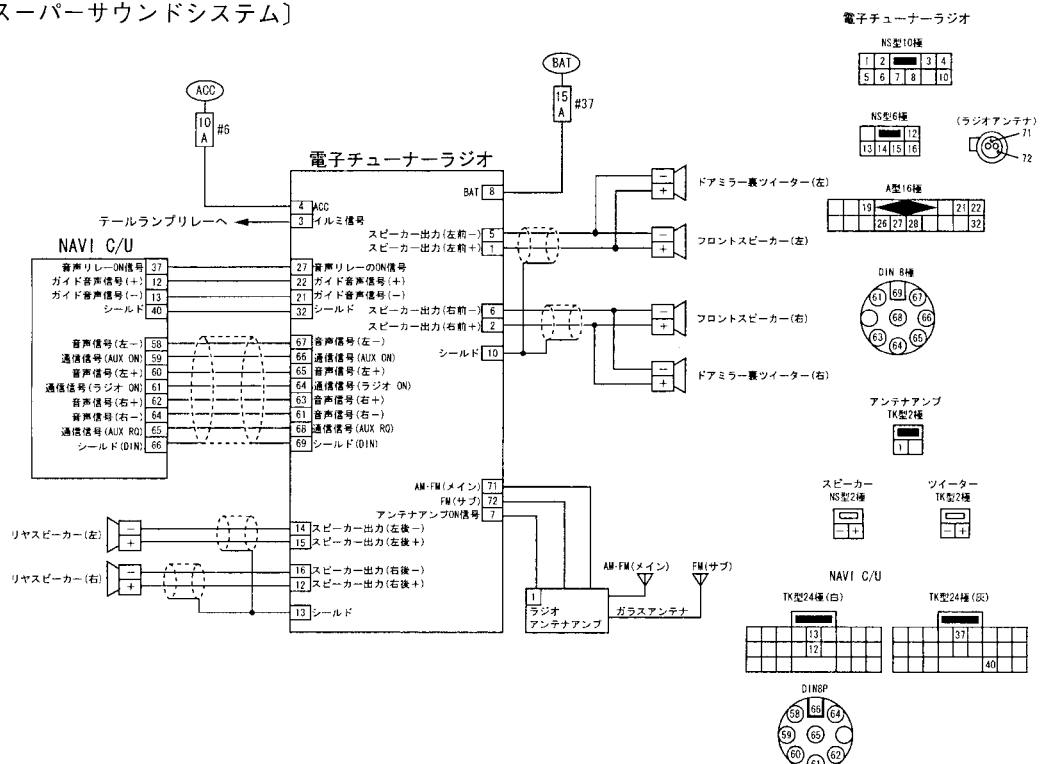 スーパーサウンドシステム〕
電子チューナーラジオ
NS型10極
1 2 3 4
5 6 7 8 10
NS型6極
12
13 14 15 16
(ラジオアンテナ)
71
72
A型16極
19 21 22
26 27 28 32
DIN 8極
61 69 67
68 66
63 64 65
アンテナアンプ
TK型2極
1
スピーカー
NS型2極
- +
ツイーター
TK型2極
- +
NAVI C/U
TK型24極(白)
13
12
TK型24極(灰)
37
40
DIN8P
58 66 64
59 65
60 61 62
ACC
10
A
#6
BAT
15
A
#37
電子チューナーラジオ
BAT 8
4 ACC
テールランプリレーへ
3 イルミ信号
スピーカー出力(左前-) 5
スピーカー出力(左前+) 1
- +
ドアミラー裏ツイーター(左)
- +
フロントスピーカー(左)
NAVI C/U
音声リレーON信号 37
27 音声リレーのON信号
ガイド音声信号(+) 12
22 ガイド音声信号(+)
ガイド音声信号(-) 13
21 ガイド音声信号(-)
シールド 40
32 シールド
スピーカー出力(右前-) 6
スピーカー出力(右前+) 2
- +
フロントスピーカー(右)
シールド 10
- +
ドアミラー裏ツイーター(右)
音声信号(左-) 58
67 音声信号(左-)
通信信号(AUX ON) 59
66 通信信号(AUX ON)
音声信号(左+) 60
65 音声信号(左+)
通信信号(ラジオ ON) 61
64 通信信号(ラジオ ON)
音声信号(右+) 62
63 音声信号(右+)
音声信号(右-) 64
61 音声信号(右-)
通信信号(AUX RQ) 65
68 通信信号(AUX RQ)
シールド(DIN) 66
69 シールド(DIN)
AM・FM(メイン) 71
FM(サブ) 72
アンテナアンプON信号 7
リヤスピーカー(左)
- +
14 スピーカー出力(左後-)
15 スピーカー出力(左後+)
リヤスピーカー(右)
- +
16 スピーカー出力(右後-)
12 スピーカー出力(右後+)
13 シールド
AM・FM(メイン)
FM(サブ)
1
ラジオ
アンテナアンプ
ガラスアンテナ